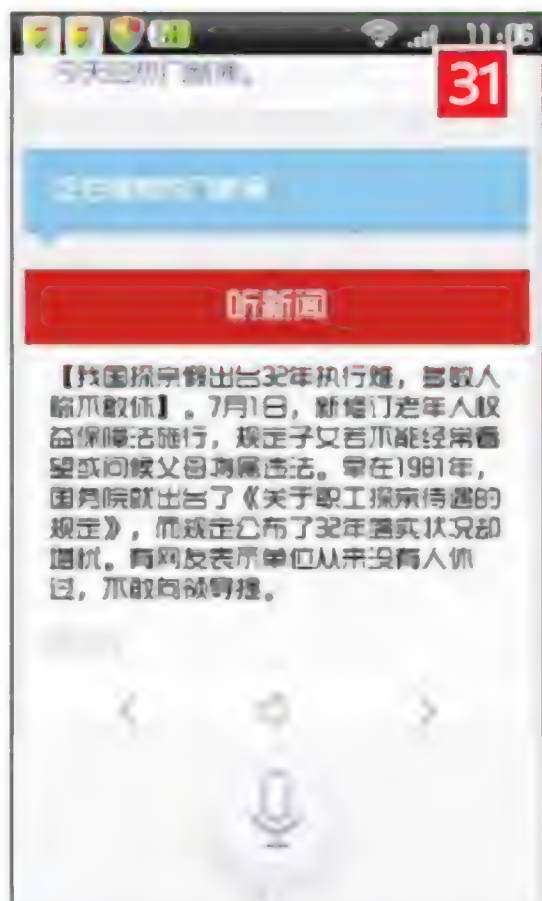 11:05
31
听新闻
【我国探亲假出台32年执行难，多数人
称不敢休】。7月1日，新修订老年人权
益保障法施行，规定子女若不能经常看
望或问候父母将属违法。早在1981年，
国务院就出台了《关于职工探亲待遇的
规定》，而规定公布了32年落实状况却
堪忧。有网友表示单位从来没有人休
过，不敢向领导提。